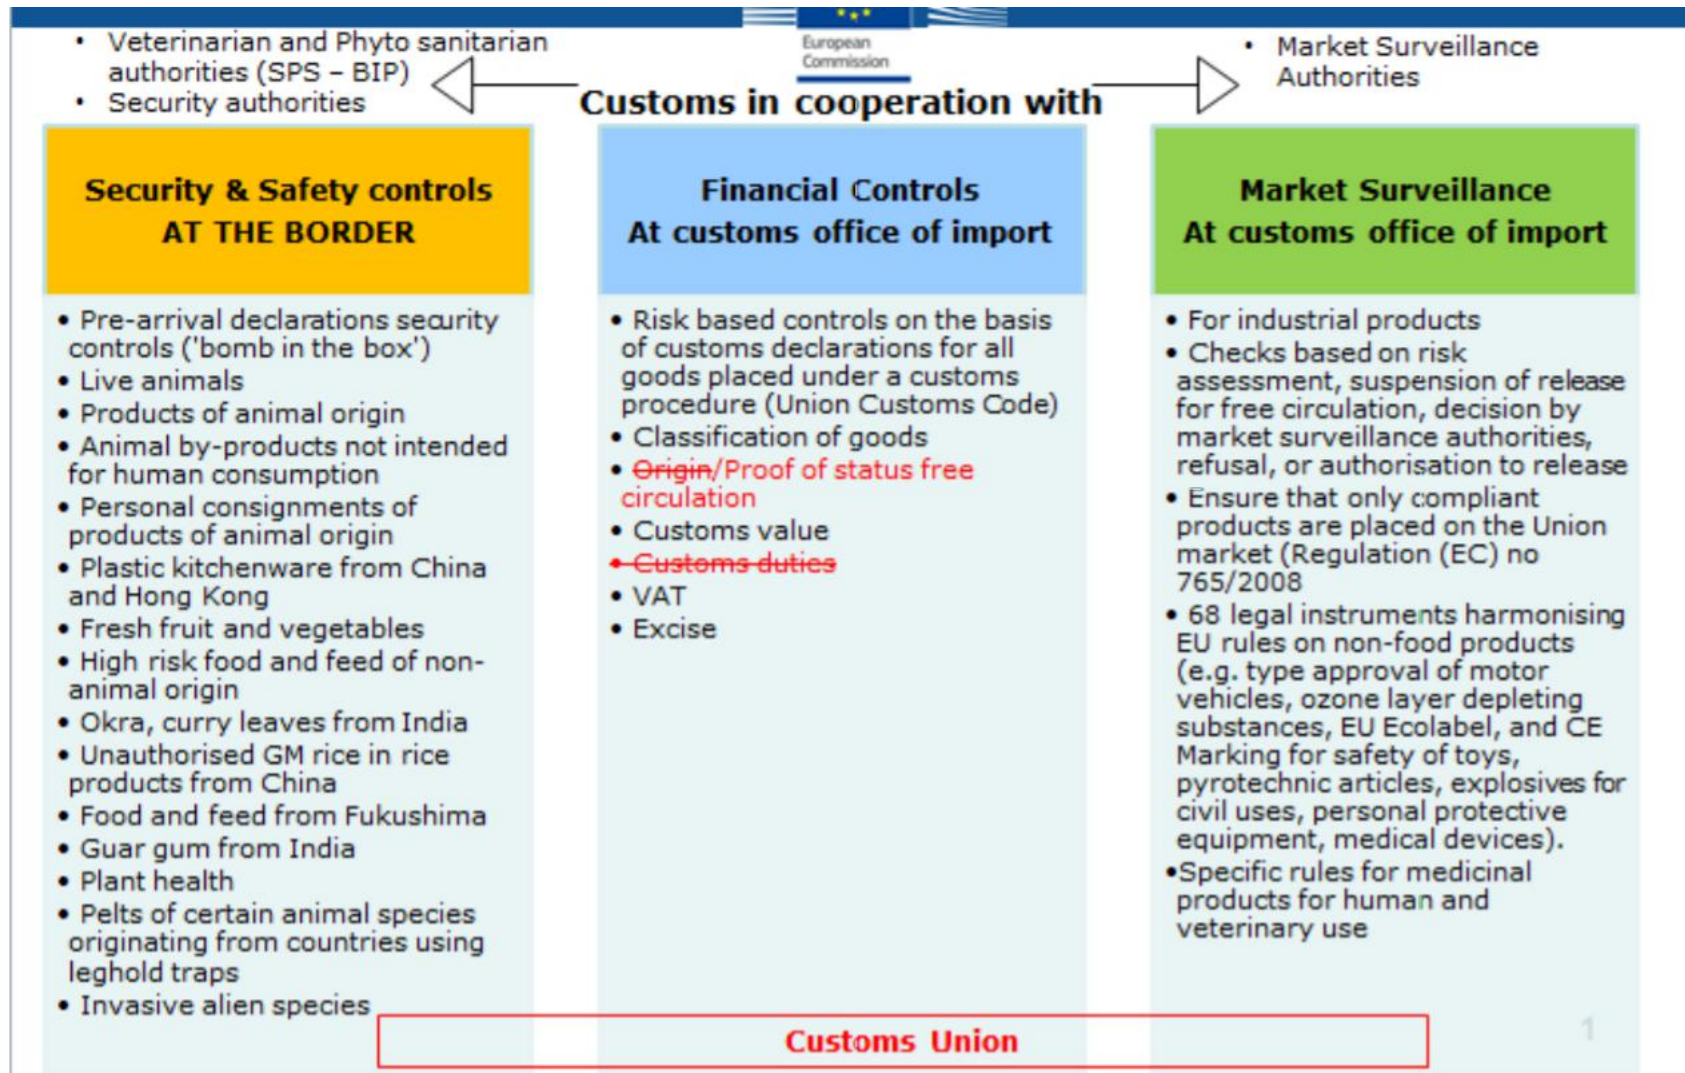 • Veterinarian and Phyto sanitarian
authorities (SPS – BIP)
• Security authorities
European
Commission
• Market Surveillance
Authorities
Customs in cooperation with
Security & Safety controls
AT THE BORDER
• Pre-arrival declarations security
controls ('bomb in the box')
• Live animals
• Products of animal origin
• Animal by-products not intended
for human consumption
• Personal consignments of
products of animal origin
• Plastic kitchenware from China
and Hong Kong
• Fresh fruit and vegetables
• High risk food and feed of non-
animal origin
• Okra, curry leaves from India
• Unauthorised GM rice in rice
products from China
• Food and feed from Fukushima
• Guar gum from India
• Plant health
• Pelts of certain animal species
originating from countries using
leghold traps
• Invasive alien species
Financial Controls
At customs office of import
• Risk based controls on the basis
of customs declarations for all
goods placed under a customs
procedure (Union Customs Code)
• Classification of goods
• Origin/Proof of status free
circulation
• Customs value
• Customs duties
• VAT
• Excise
Market Surveillance
At customs office of import
• For industrial products
• Checks based on risk
assessment, suspension of release
for free circulation, decision by
market surveillance authorities,
refusal, or authorisation to release
• Ensure that only compliant
products are placed on the Union
market (Regulation (EC) no
765/2008
• 68 legal instruments harmonising
EU rules on non-food products
(e.g. type approval of motor
vehicles, ozone layer depleting
substances, EU Ecolabel, and CE
Marking for safety of toys,
pyrotechnic articles, explosives for
civil uses, personal protective
equipment, medical devices).
•Specific rules for medicinal
products for human and
veterinary use
Customs Union
1